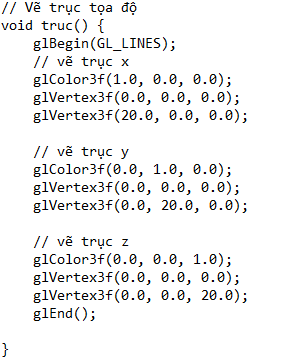 // Vẽ trục tọa độ
void truc() {
    glBegin(GL_LINES);
    // vẽ trục x
    glColor3f(1.0, 0.0, 0.0);
    glVertex3f(0.0, 0.0, 0.0);
    glVertex3f(20.0, 0.0, 0.0);

    // vẽ trục y
    glColor3f(0.0, 1.0, 0.0);
    glVertex3f(0.0, 0.0, 0.0);
    glVertex3f(0.0, 20.0, 0.0);

    // vẽ trục z
    glColor3f(0.0, 0.0, 1.0);
    glVertex3f(0.0, 0.0, 0.0);
    glVertex3f(0.0, 0.0, 20.0);
    glEnd();

}